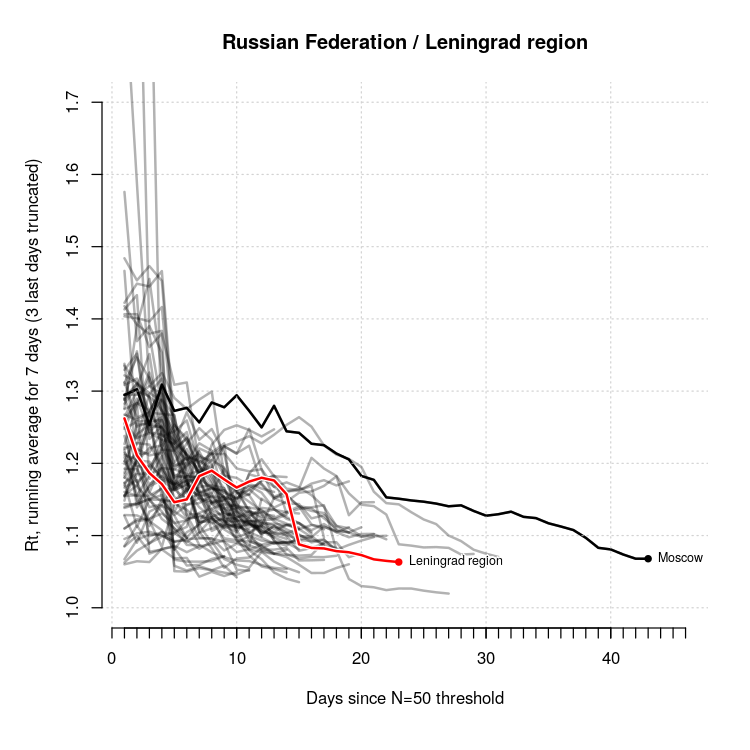 Russian Federation / Leningrad region
Rt, running average for 7 days (3 last days truncated)
1.7
1.6
1.5
1.4
1.3
1.2
1.1
1.0
Leningrad region
Moscow
0
10
20
30
40
Days since N=50 threshold